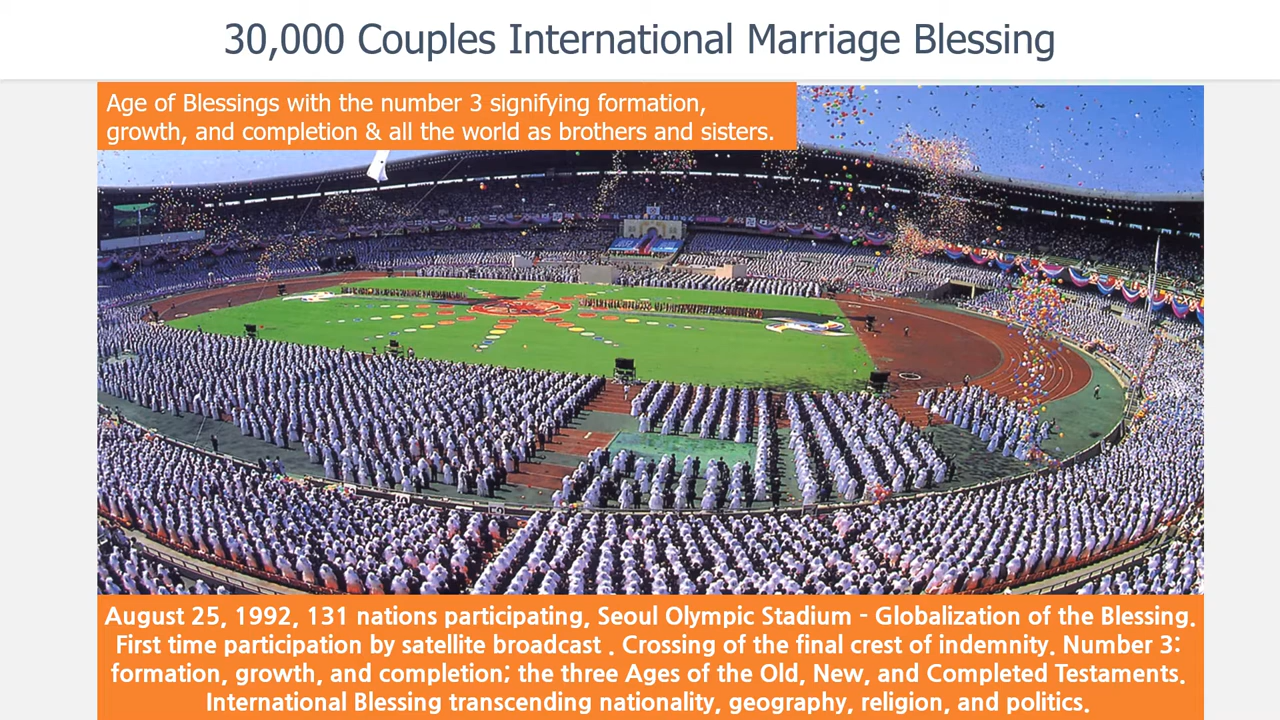 30,000 Couples International Marriage Blessing
Age of Blessings with the number 3 signifying formation,
growth, and completion & all the world as brothers and sisters.
August 25, 1992, 131 nations participating, Seoul Olympic Stadium - Globalization of the Blessing.
First time participation by satellite broadcast . Crossing of the final crest of indemnity. Number 3:
formation, growth, and completion; the three Ages of the Old, New, and Completed Testaments.
International Blessing transcending nationality, geography, religion, and politics.